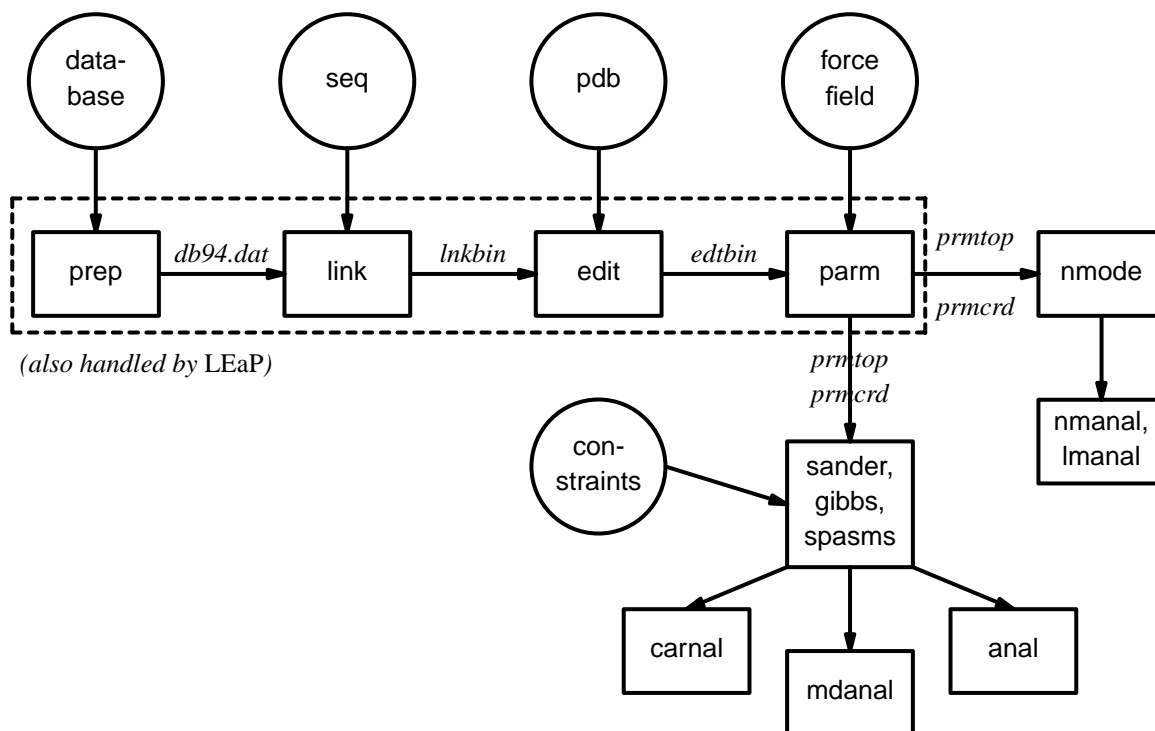 data-
base
seq
pdb
force
field
prep
db94.dat
link
lnkbin
edit
edtbin
parm
prmtop
prmcrd
nmode
(also handled by LEaP)
prmtop
prmcrd
nmanal,
lmanal
con-
straints
sander,
gibbs,
spasms
carnal
mdanal
anal